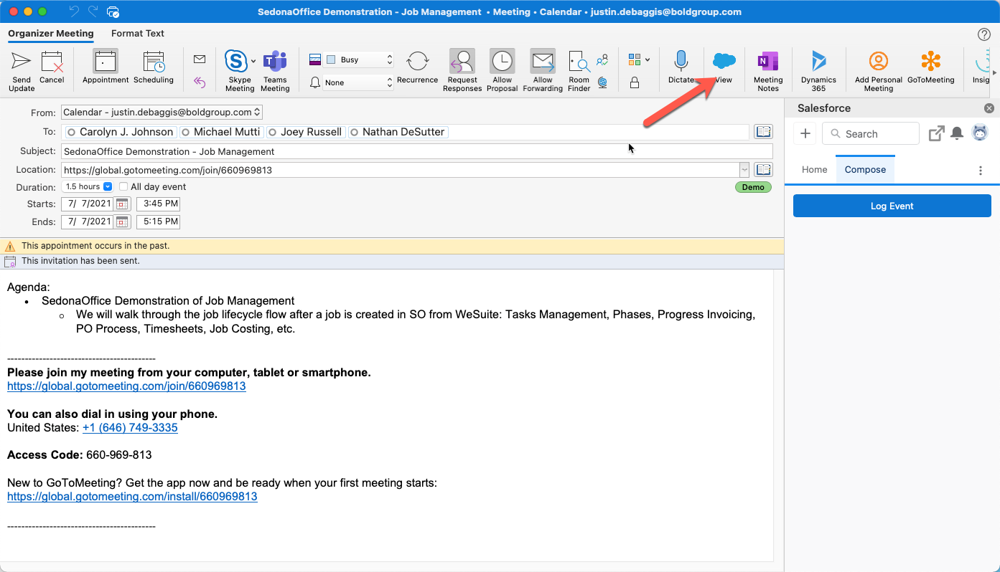 SedonaOffice Demonstration - Job Management • Meeting • Calendar • justin.debaggis@boldgroup.com
Organizer Meeting Format Text
Send Update
Cancel
Appointment
Scheduling
Skype Meeting
Teams Meeting
Busy
None
Recurrence
Request Responses
Allow Proposal
Allow Forwarding
Room Finder
Dictate
View
Meeting Notes
Dynamics 365
Add Personal Meeting
GoToMeeting
Insig
From: Calendar - justin.debaggis@boldgroup.com
To: Carolyn J. Johnson Michael Mutti Joey Russell Nathan DeSutter
Subject: SedonaOffice Demonstration - Job Management
Location: https://global.gotomeeting.com/join/660969813
Duration: 1.5 hours All day event
Demo
Starts: 7/ 7/2021 3:45 PM
Ends: 7/ 7/2021 5:15 PM
This appointment occurs in the past.
This invitation has been sent.
Agenda:
• SedonaOffice Demonstration of Job Management
○ We will walk through the job lifecycle flow after a job is created in SO from WeSuite: Tasks Management, Phases, Progress Invoicing,
PO Process, Timesheets, Job Costing, etc.
------------------------------------------
Please join my meeting from your computer, tablet or smartphone.
https://global.gotomeeting.com/join/660969813
You can also dial in using your phone.
United States: +1 (646) 749-3335
Access Code: 660-969-813
New to GoToMeeting? Get the app now and be ready when your first meeting starts:
https://global.gotomeeting.com/install/660969813
------------------------------------------
Salesforce
Search
Home Compose
Log Event